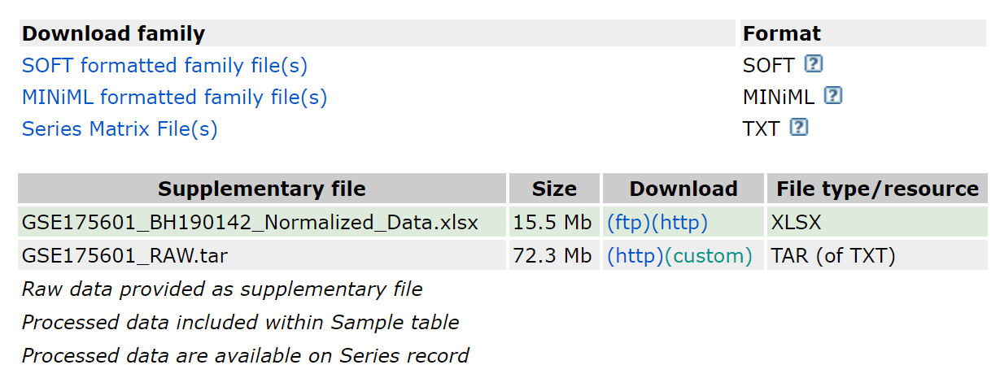 Download family Format
SOFT formatted family file(s) SOFT ?
MINiML formatted family file(s) MINiML ?
Series Matrix File(s) TXT ?
Supplementary file Size Download File type/resource
GSE175601_BH190142_Normalized_Data.xlsx 15.5 Mb (ftp)(http) XLSX
GSE175601_RAW.tar 72.3 Mb (http)(custom) TAR (of TXT)
Raw data provided as supplementary file
Processed data included within Sample table
Processed data are available on Series record